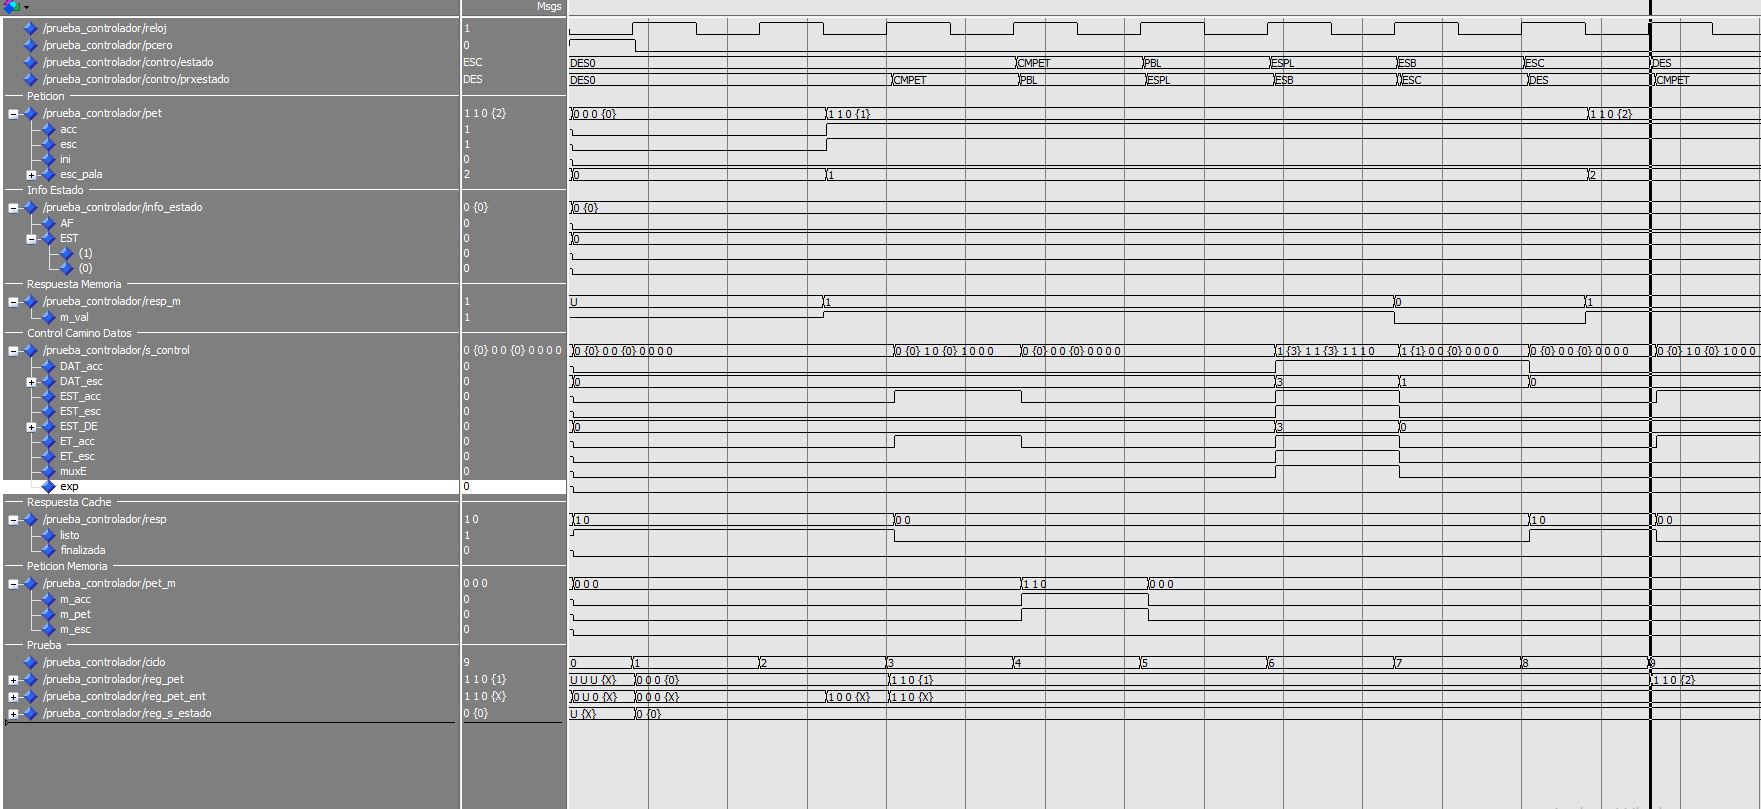 Msgs
/prueba_controlador/reloj 1
/prueba_controlador/pcero 0
/prueba_controlador/contro/estado ESC DES0 CMPET PBL ESPL ESB ESC DES
/prueba_controlador/contro/prxestado DES DES0 CMPET PBL ESPL ESB ESC DES CMPET
Peticion
/prueba_controlador/pet 1 1 0 {2} 0 0 0 {0} 1 1 0 {1} 1 1 0 {2}
acc 1
esc 1
ini 0
esc_pala 2 0 1 2
Info Estado
/prueba_controlador/info_estado 0 {0} 0 {0}
AF 0
EST 0 0
(1) 0
(0) 0
Respuesta Memoria
/prueba_controlador/resp_m 1 U 1 0 1
m_val 1
Control Camino Datos
/prueba_controlador/s_control 0 {0} 0 0 {0} 0 0 0 0 0 {0} 0 0 {0} 0 0 0 0 0 {0} 1 0 {0} 1 0 0 0 0 {0} 0 0 {0} 0 0 0 0 1 {3} 1 1 {3} 1 1 1 0 1 {1} 0 0 {0} 0 0 0 0 0 {0} 0 0 {0} 0 0 0 0 0 {0} 1 0 {0} 1 0 0 0
DAT_acc 0
DAT_esc 0 0 3 1 0
EST_acc 0
EST_esc 0
EST_DE 0 0 3 0
ET_acc 0
ET_esc 0
muxE 0
exp 0
Respuesta Cache
/prueba_controlador/resp 1 0 1 0 0 0 1 0 0 0
listo 1
finalizada 0
Peticion Memoria
/prueba_controlador/pet_m 0 0 0 0 0 0 1 1 0 0 0 0
m_acc 0
m_pet 0
m_esc 0
Prueba
/prueba_controlador/ciclo 9 0 1 2 3 4 5 6 7 8 9
/prueba_controlador/reg_pet 1 1 0 {1} U U U {X} 0 0 0 {0} 1 1 0 {1} 1 1 0 {2}
/prueba_controlador/reg_pet_ent 1 1 0 {X} 0 U 0 {X} 0 0 0 {X} 1 0 0 {X} 1 1 0 {X}
/prueba_controlador/reg_s_estado 0 {0} U {X} 0 {0}